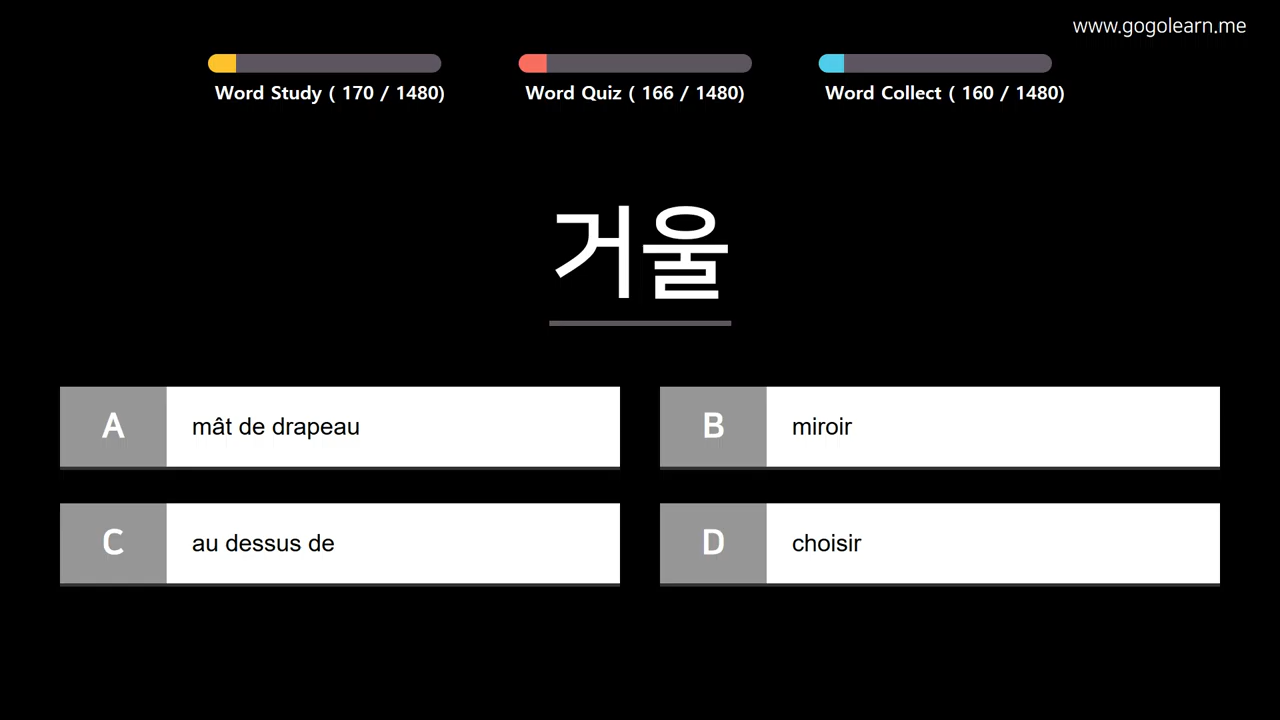 www.gogolearn.me
Word Study ( 170 / 1480)
Word Quiz ( 166 / 1480)
Word Collect ( 160 / 1480)
거울
A mât de drapeau
B miroir
C au dessus de
D choisir